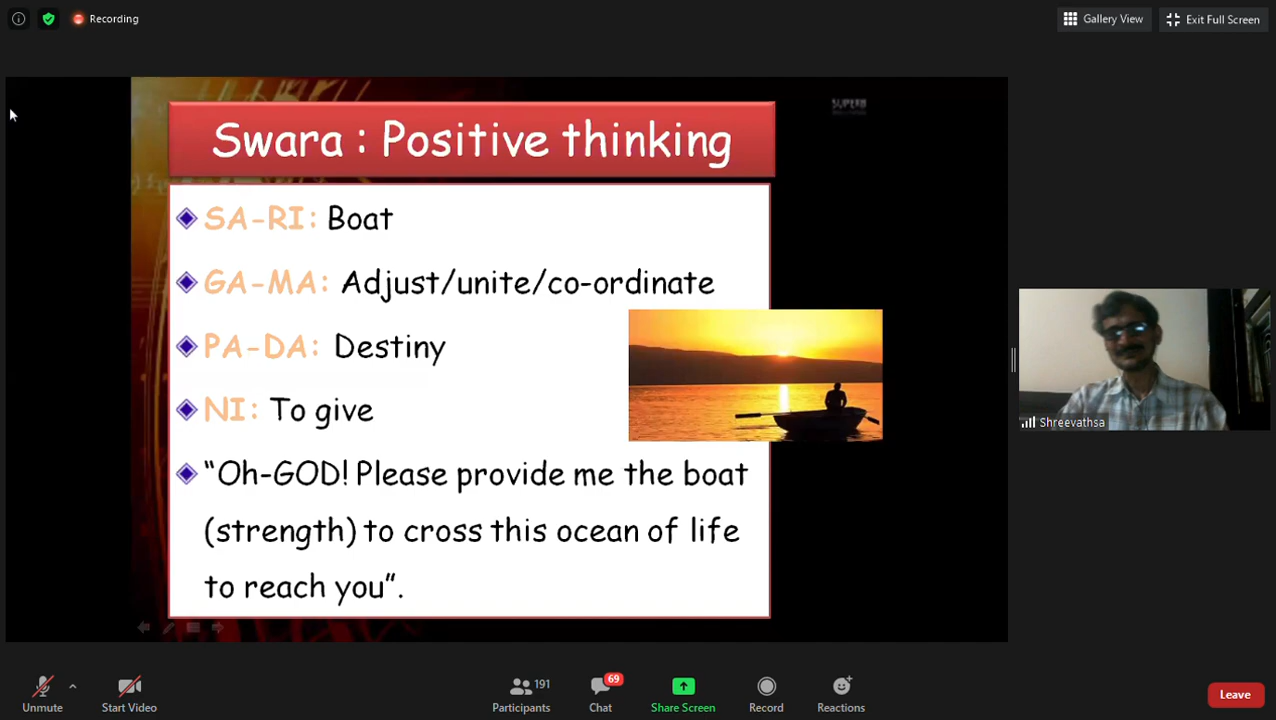 Recording
Gallery View
Exit Full Screen
SUPERB
Swara : Positive thinking
SA-RI: Boat
GA-MA: Adjust/unite/co-ordinate
PA-DA: Destiny
NI: To give
“Oh-GOD! Please provide me the boat
(strength) to cross this ocean of life
to reach you”.
Shreevathsa
Unmute
Start Video
191
Participants
69
Chat
Share Screen
Record
Reactions
Leave